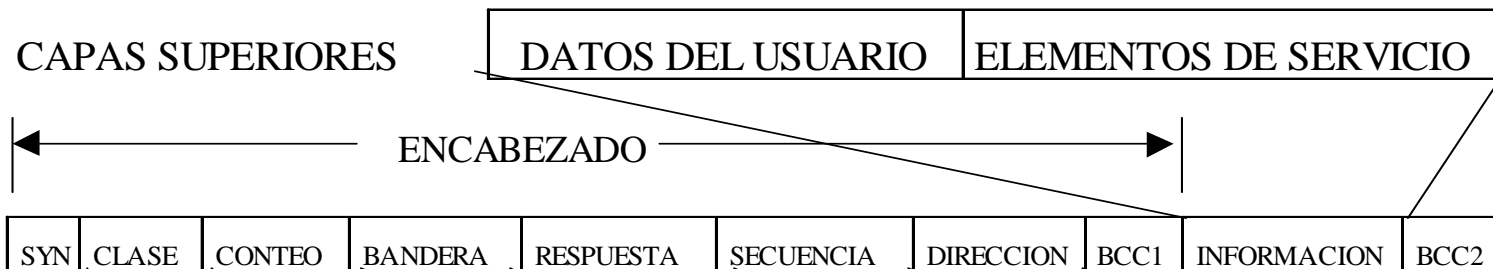 CAPAS SUPERIORES DATOS DEL USUARIO ELEMENTOS DE SERVICIO
ENCABEZADO
SYN CLASE CONTEO BANDERA RESPUESTA SECUENCIA DIRECCION BCC1 INFORMACION BCC2